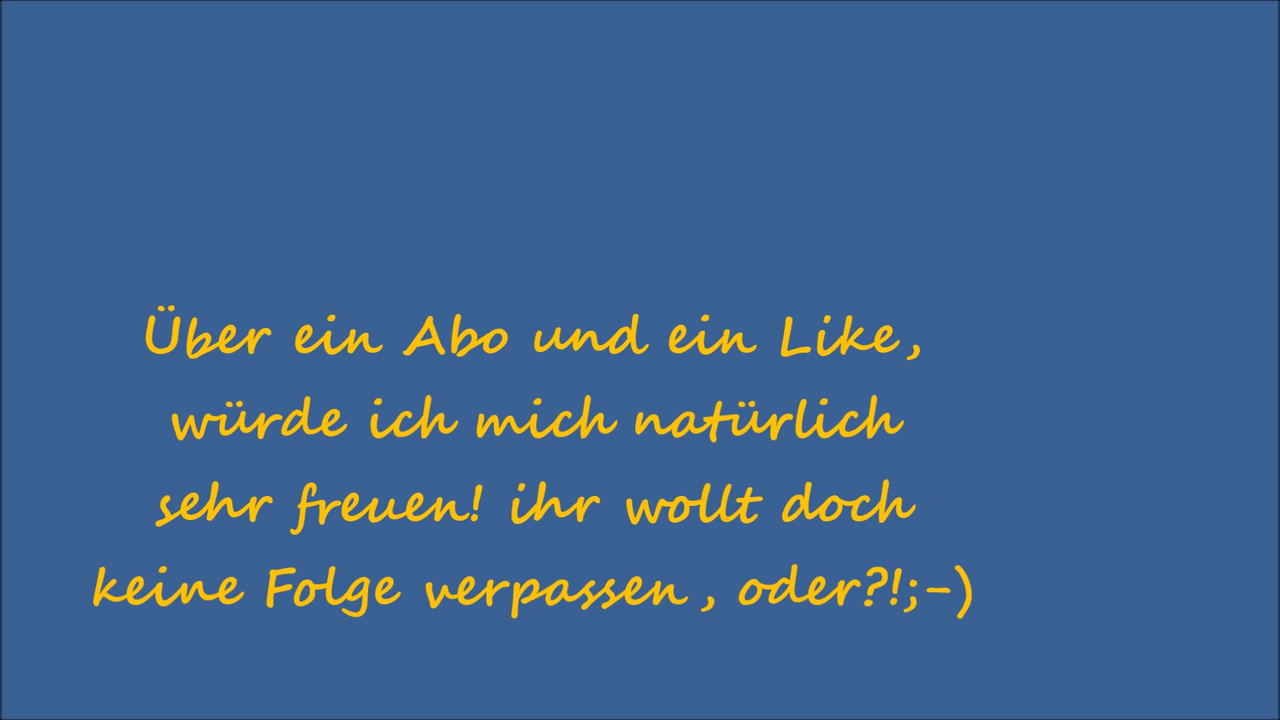 Über ein Abo und ein Like,
würde ich mich natürlich
sehr freuen! ihr wollt doch
keine Folge verpassen, oder?!;-)